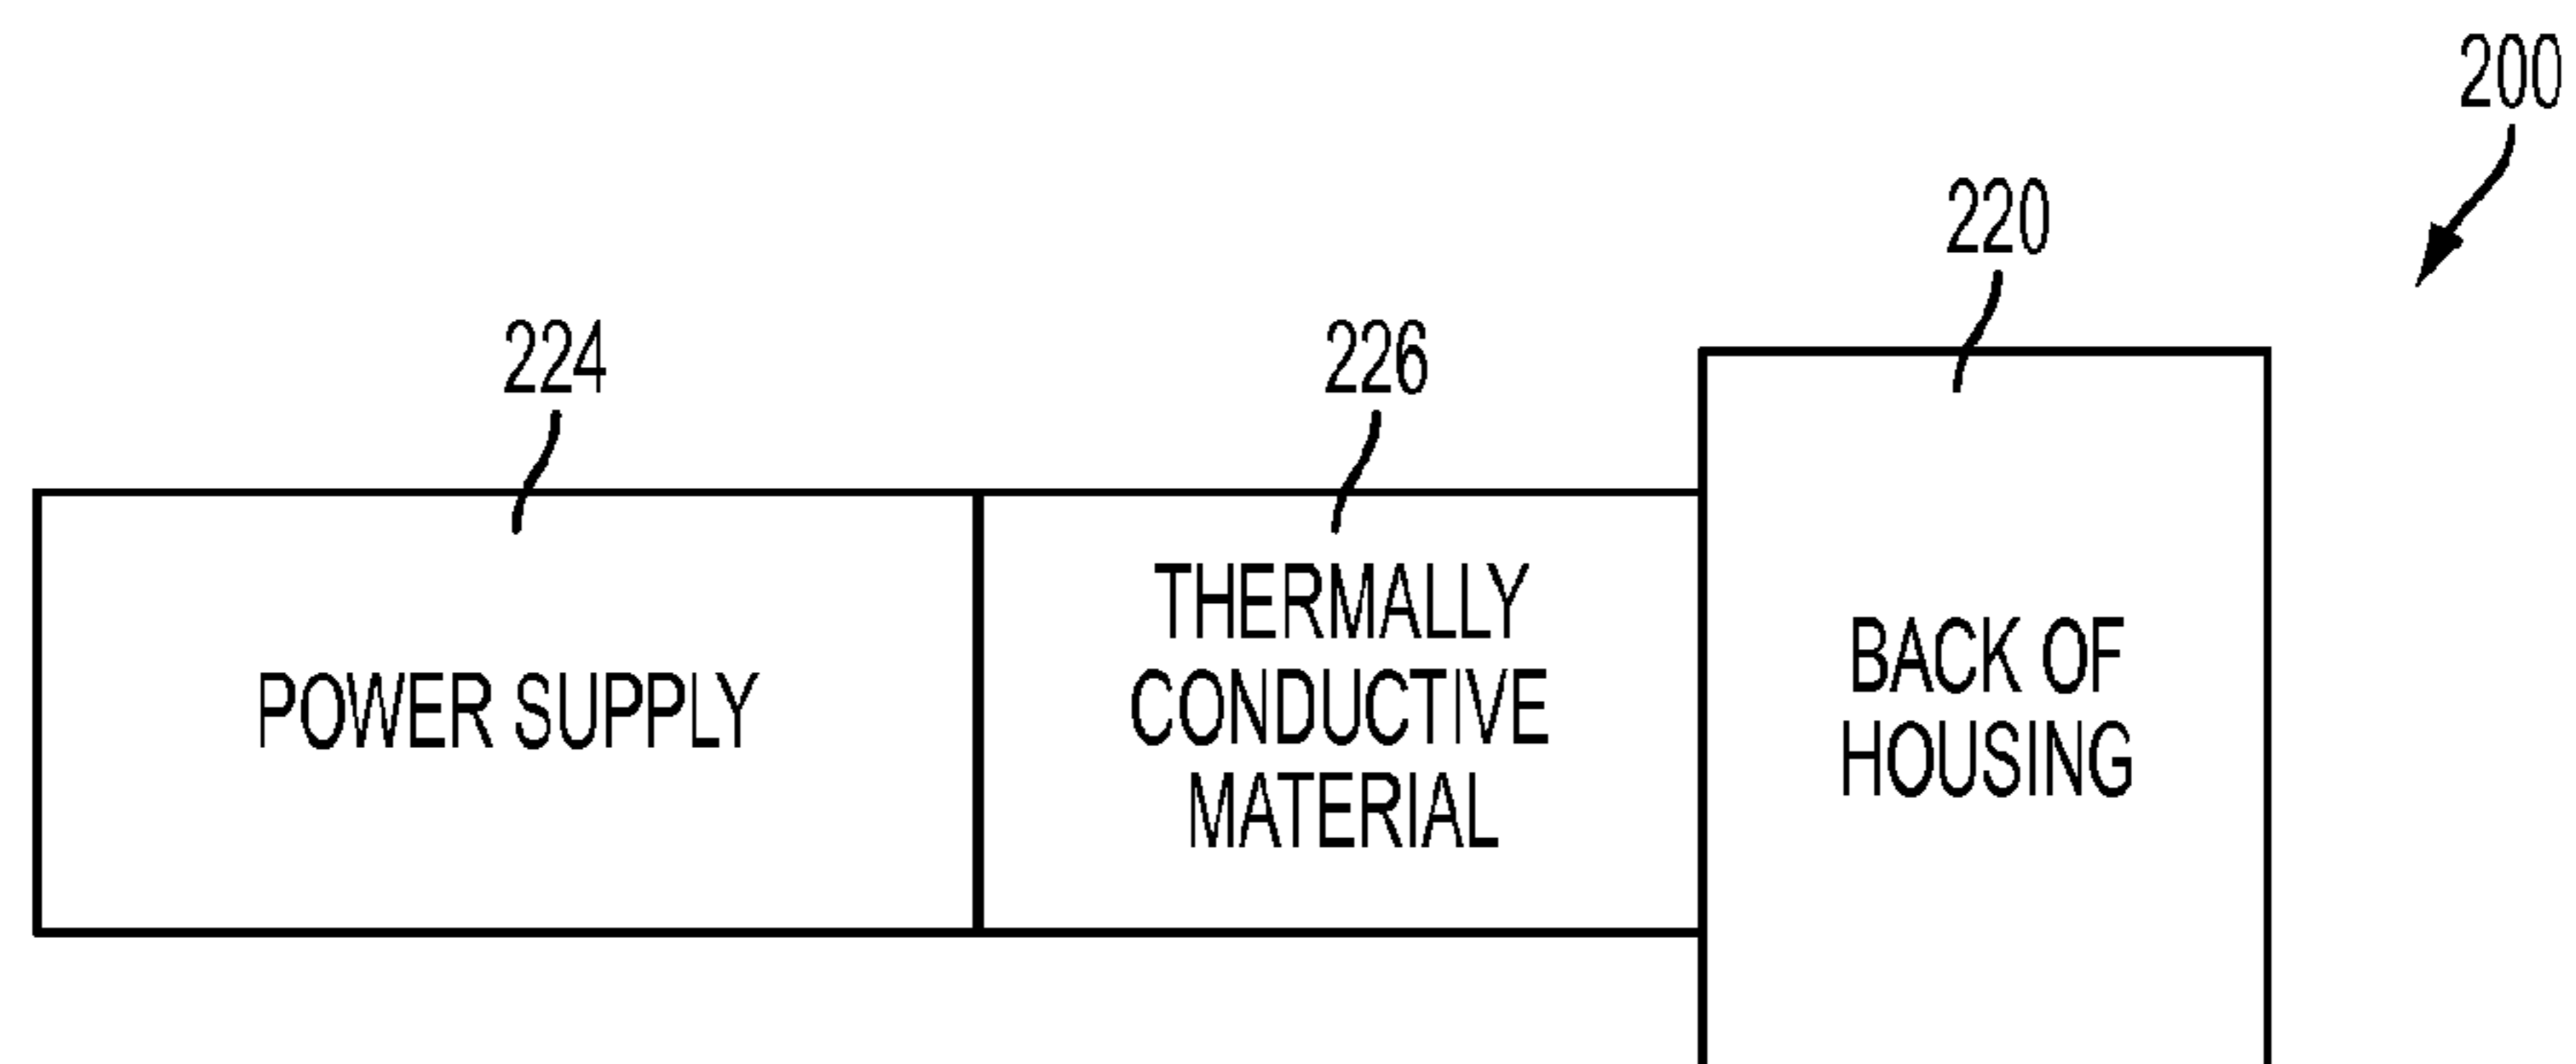 200
220
224
226
POWER SUPPLY
THERMALLY
CONDUCTIVE
MATERIAL
BACK OF
HOUSING